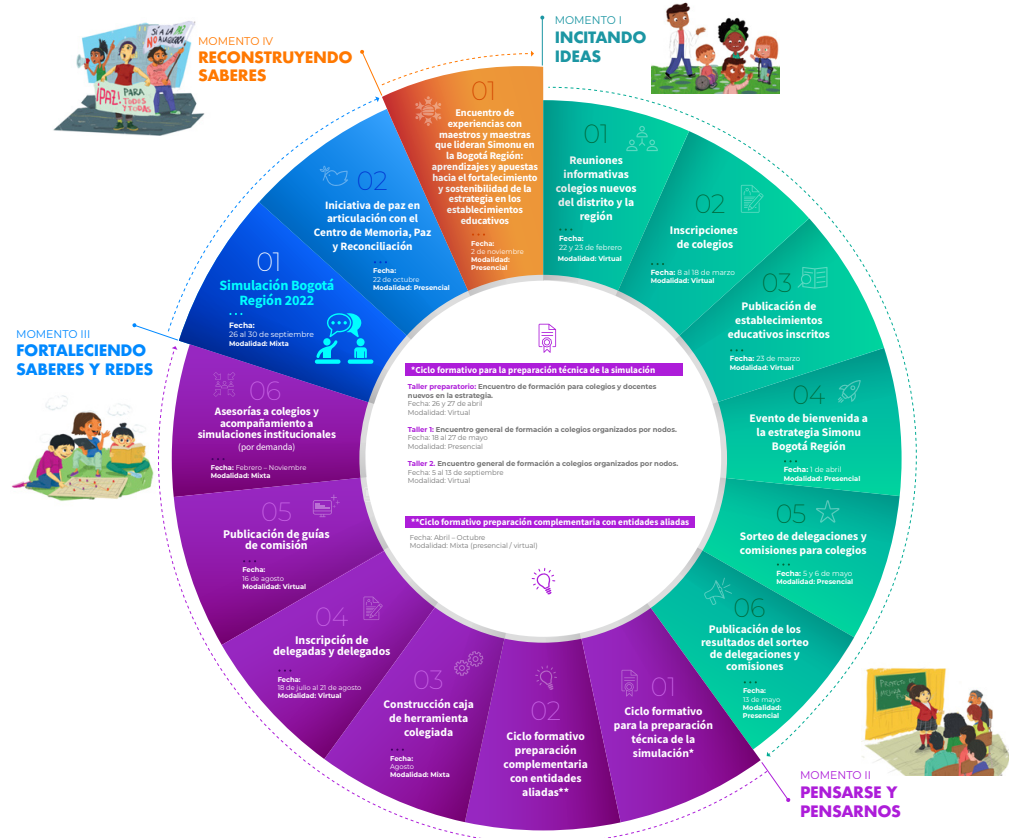 MOMENTO I
INCITANDO
IDEAS
01
Reuniones
informativas
colegios nuevos
del distrito y la
región
Fecha:
22 y 23 de febrero
Modalidad: Virtual
02
Inscripciones
de colegios
Fecha: 8 al 18 de marzo
Modalidad: Virtual
03
Publicación de
establecimientos
educativos inscritos
Fecha: 23 de marzo
Modalidad: Virtual
04
Evento de bienvenida a
la estrategia Simonu
Bogotá Región
Fecha: 1 de abril
Modalidad: Presencial
05
Sorteo de delegaciones y
comisiones para colegios
Fecha: 5 y 6 de mayo
Modalidad: Presencial
06
Publicación de los
resultados del sorteo
de delegaciones y
comisiones
Fecha:
13 de mayo
Modalidad:
Presencial
MOMENTO II
PENSARSE Y
PENSARNOS
01
Ciclo formativo
para la preparación
técnica de la
simulación*
02
Ciclo formativo
preparación
complementaria
con entidades
aliadas**
03
Construcción caja
de herramienta
colegiada
Fecha:
Agosto
Modalidad: Mixta
04
Inscripción de
delegadas y delegados
Fecha:
18 de julio al 21 de agosto
Modalidad: Virtual
05
Publicación de guías
de comisión
Fecha:
16 de agosto
Modalidad: Virtual
06
Asesorías a colegios y
acompañamiento a
simulaciones institucionales
(por demanda)
Fecha: Febrero – Noviembre
Modalidad: Mixta
MOMENTO III
FORTALECIENDO
SABERES Y REDES
01
Simulación Bogotá
Región 2022
Fecha:
26 al 30 de septiembre
Modalidad: Mixta
02
Iniciativa de paz en
articulación con el
Centro de Memoria, Paz
y Reconciliación
Fecha:
22 de octubre
Modalidad: Presencial
MOMENTO IV
RECONSTRUYENDO
SABERES
01
Encuentro de
experiencias con
maestros y maestras
que lideran Simonu en
la Bogotá Región:
aprendizajes y apuestas
hacia el fortalecimiento
y sostenibilidad de la
estrategia en los
establecimientos
educativos
Fecha:
2 de noviembre
Modalidad:
Presencial
*Ciclo formativo para la preparación técnica de la simulación
Taller preparatorio: Encuentro de formación para colegios y docentes
nuevos en la estrategia.
Fecha: 26 y 27 de abril
Modalidad: Virtual
Taller 1: Encuentro general de formación a colegios organizados por nodos.
Fecha: 18 al 27 de mayo
Modalidad: Presencial
Taller 2. Encuentro general de formación a colegios organizados por nodos.
Fecha: 5 al 13 de septiembre
Modalidad: Virtual
**Ciclo formativo preparación complementaria con entidades aliadas
Fecha: Abril – Octubre
Modalidad: Mixta (presencial / virtual)
SÍ A LA PAZ
NO A LA GUERRA
¡PAZ! PARA
TODOS
Y TODAS